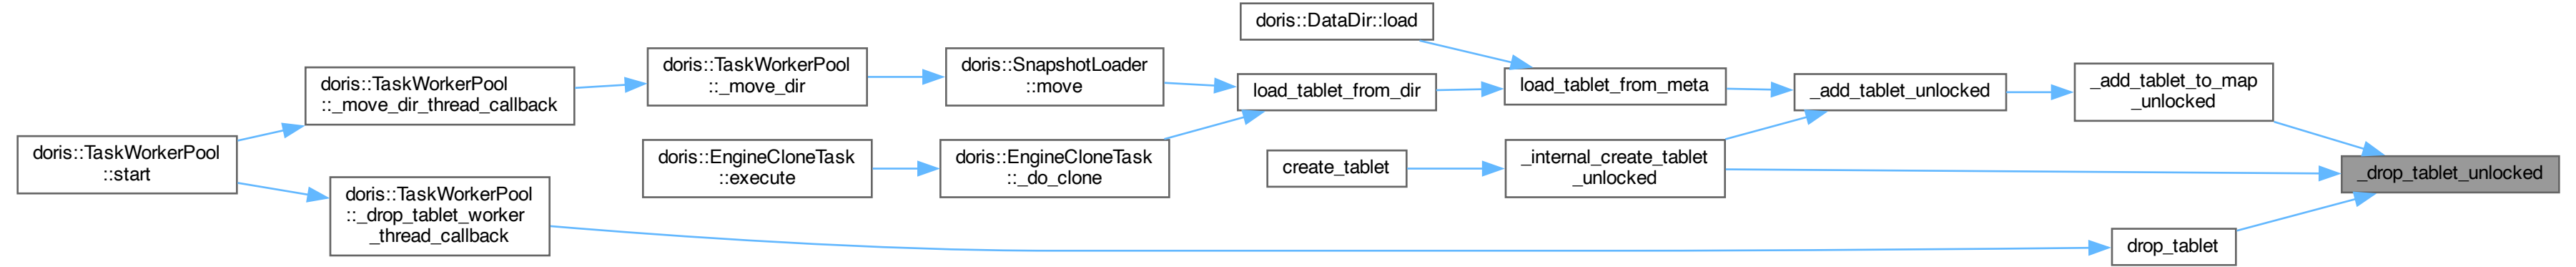 doris::DataDir::load
doris::TaskWorkerPool
::_move_dir_thread_callback
doris::TaskWorkerPool
::_move_dir
doris::SnapshotLoader
::move
load_tablet_from_dir
load_tablet_from_meta
_add_tablet_unlocked
_add_tablet_to_map
_unlocked
doris::TaskWorkerPool
::start
doris::EngineCloneTask
::execute
doris::EngineCloneTask
::_do_clone
create_tablet
_internal_create_tablet
_unlocked
_drop_tablet_unlocked
doris::TaskWorkerPool
::_drop_tablet_worker
_thread_callback
drop_tablet